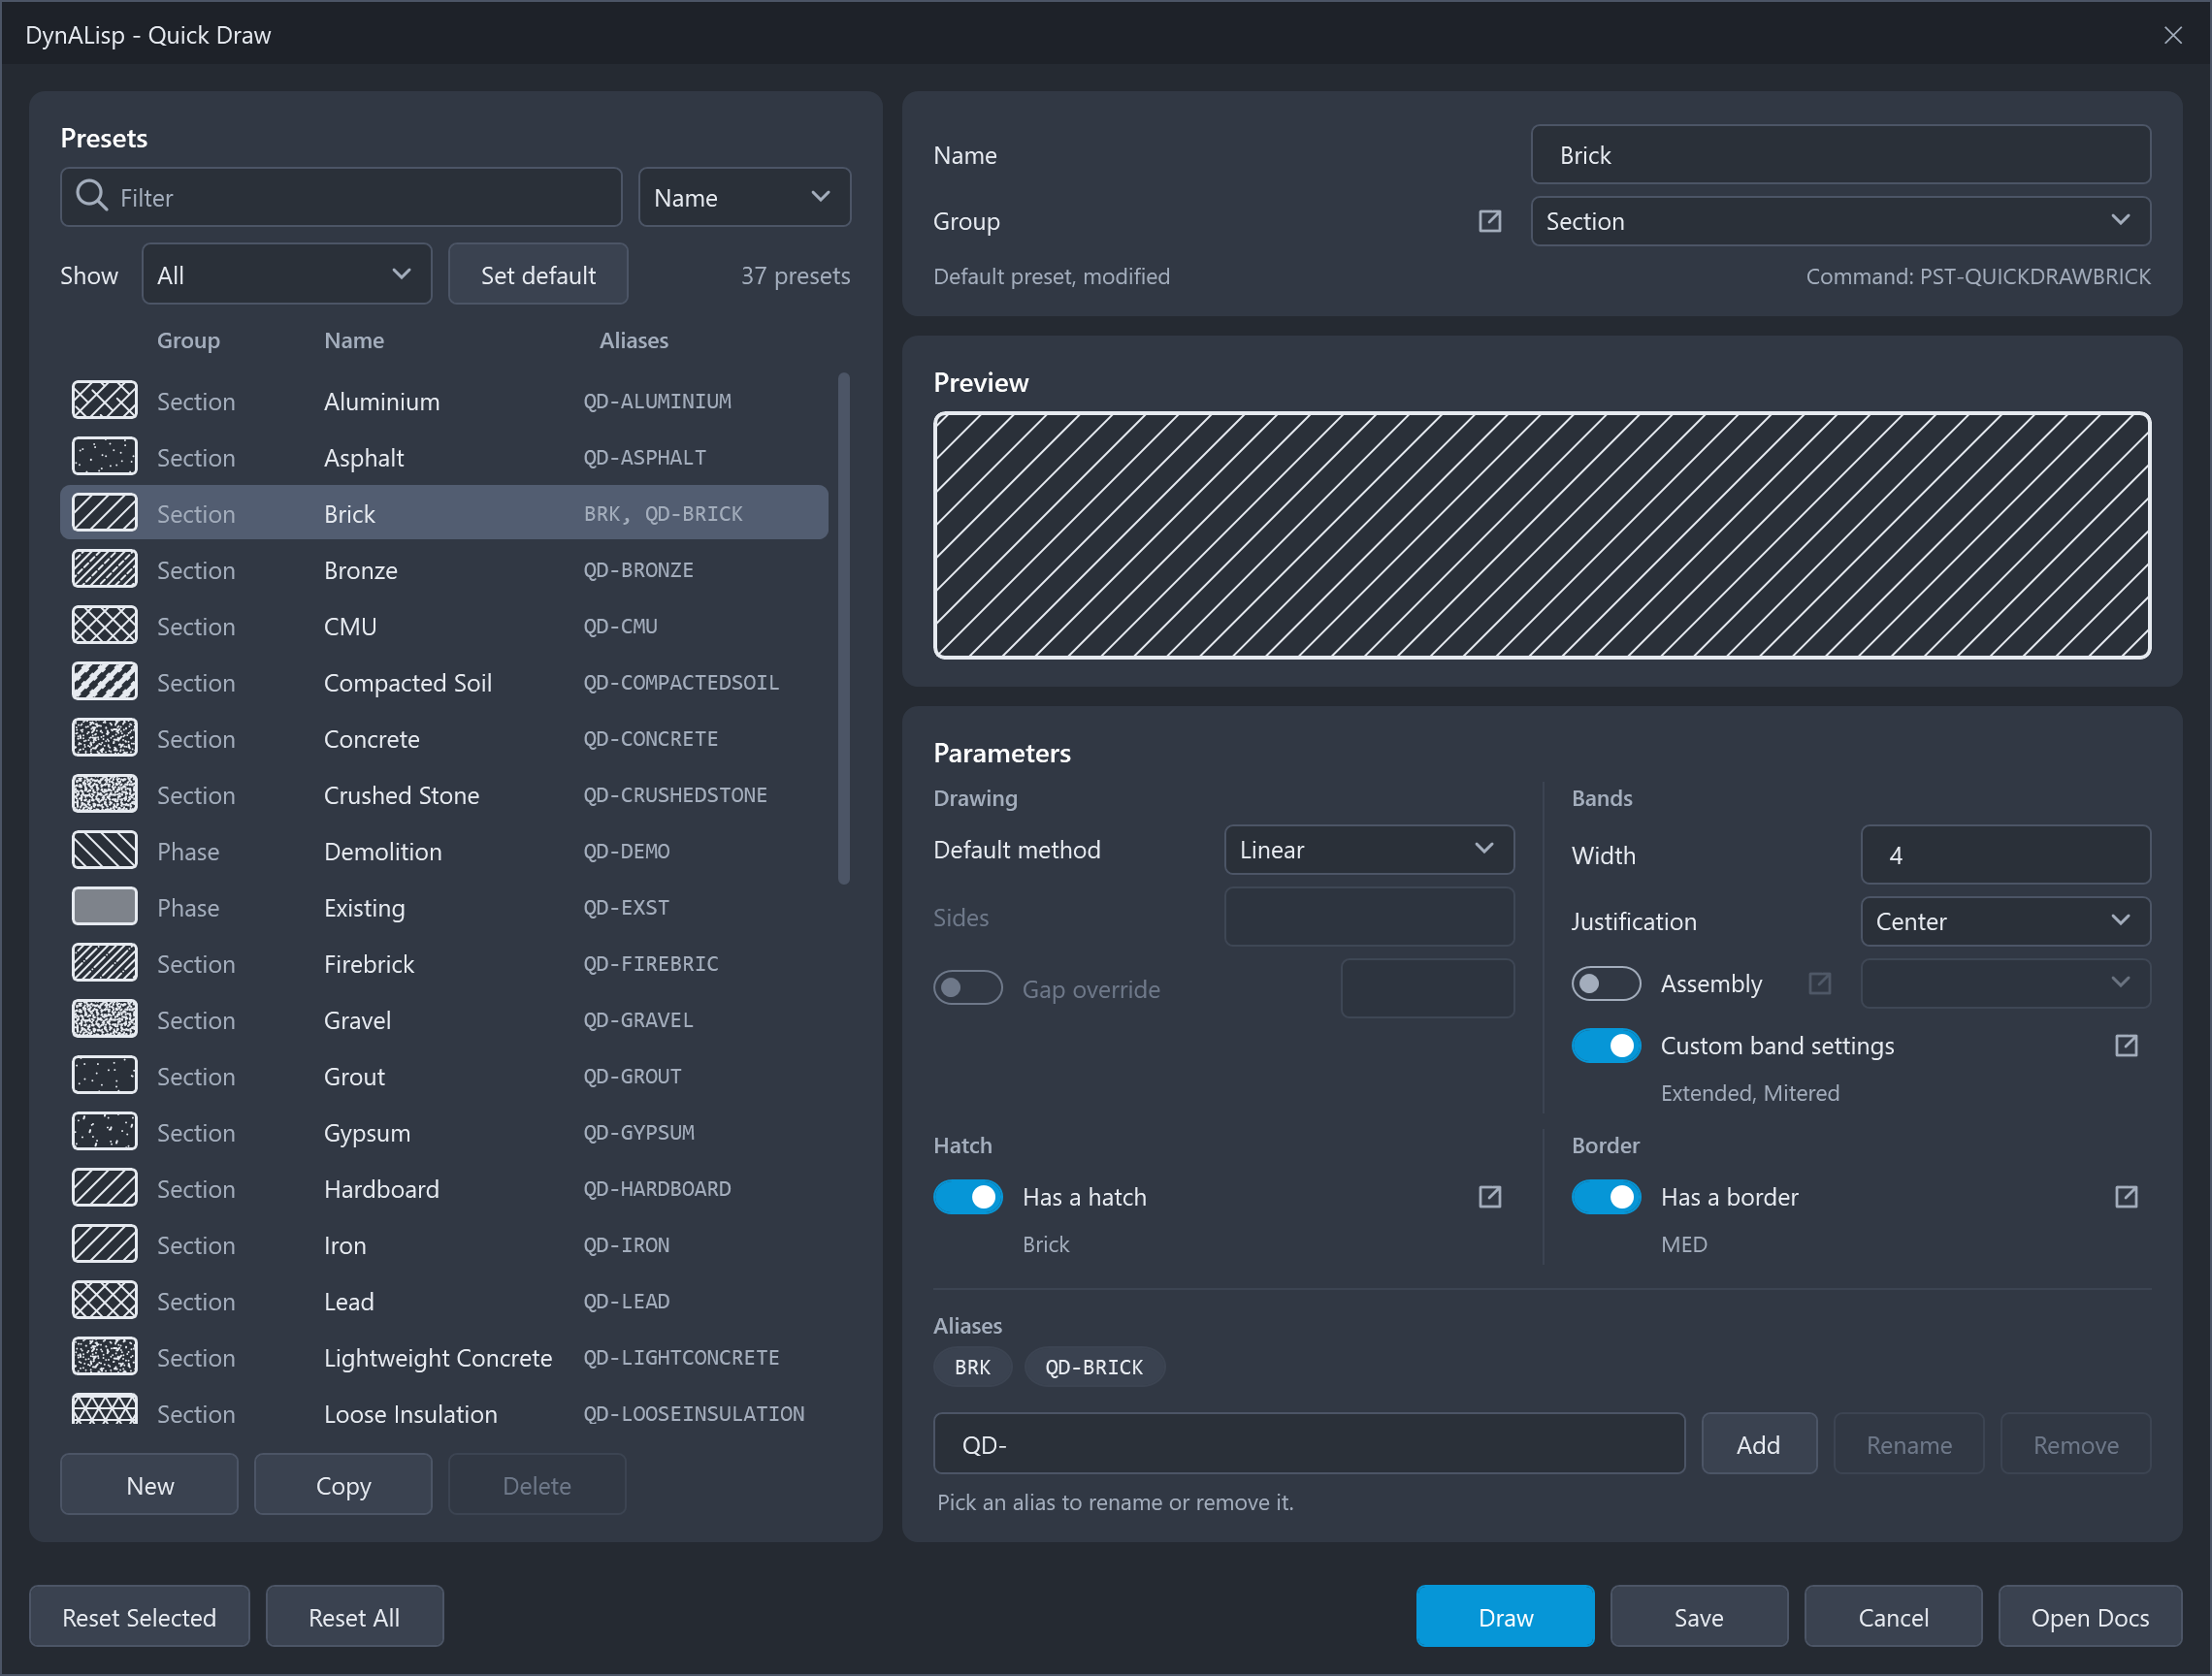 DynALisp - Quick Draw
Presets
Filter
Name
Show
All
Set default
37 presets
Group Name Aliases
Section Aluminium QD-ALUMINIUM
Section Asphalt QD-ASPHALT
Section Brick BRK, QD-BRICK
Section Bronze QD-BRONZE
Section CMU QD-CMU
Section Compacted Soil QD-COMPACTEDSOIL
Section Concrete QD-CONCRETE
Section Crushed Stone QD-CRUSHEDSTONE
Phase Demolition QD-DEMO
Phase Existing QD-EXST
Section Firebrick QD-FIREBRIC
Section Gravel QD-GRAVEL
Section Grout QD-GROUT
Section Gypsum QD-GYPSUM
Section Hardboard QD-HARDBOARD
Section Iron QD-IRON
Section Lead QD-LEAD
Section Lightweight Concrete QD-LIGHTCONCRETE
Section Loose Insulation QD-LOOSEINSULATION
New
Copy
Delete
Name
Brick
Group
Section
Default preset, modified
Command: PST-QUICKDRAWBRICK
Preview
Parameters
Drawing
Default method
Linear
Sides
Gap override
Bands
Width
4
Justification
Center
Assembly
Custom band settings
Extended, Mitered
Hatch
Has a hatch
Brick
Border
Has a border
MED
Aliases
BRK
QD-BRICK
QD-
Add
Rename
Remove
Pick an alias to rename or remove it.
Reset Selected
Reset All
Draw
Save
Cancel
Open Docs